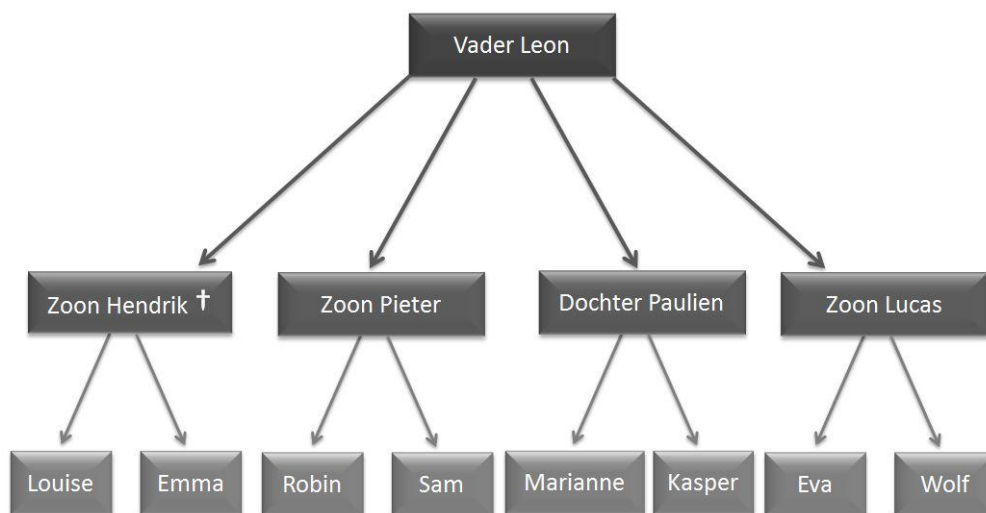 Vader Leon
Zoon Hendrik †
Zoon Pieter
Dochter Paulien
Zoon Lucas
Louise
Emma
Robin
Sam
Marianne
Kasper
Eva
Wolf